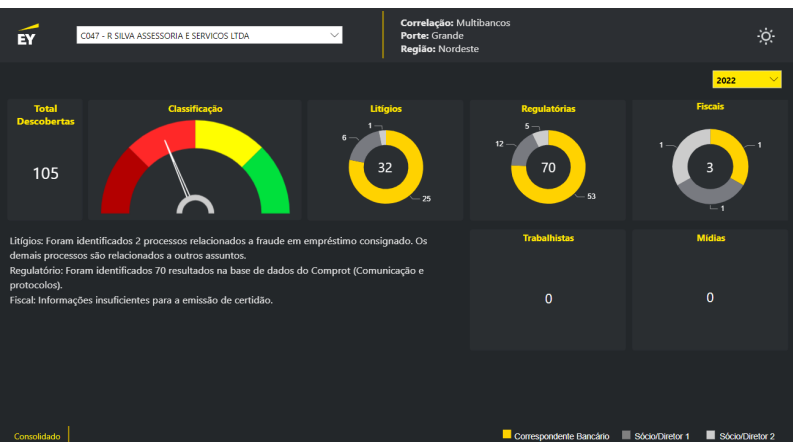 EY
C047 - R SILVA ASSESSORIA E SERVICOS LTDA
Correlação: Multibancos
Porte: Grande
Região: Nordeste
2022
Total
Descobertas
105
Classificação
Litígios
1
6
32
25
Regulatórias
5
12
70
53
Fiscais
1
1
3
1
Litígios: Foram identificados 2 processos relacionados a fraude em empréstimo consignado. Os
demais processos são relacionados a outros assuntos.
Regulatório: Foram identificados 70 resultados na base de dados do Comprot (Comunicação e
protocolos).
Fiscal: Informações insuficientes para a emissão de certidão.
Trabalhistas
0
Mídias
0
Consolidado
Correspondente Bancário
Sócio/Diretor 1
Sócio/Diretor 2